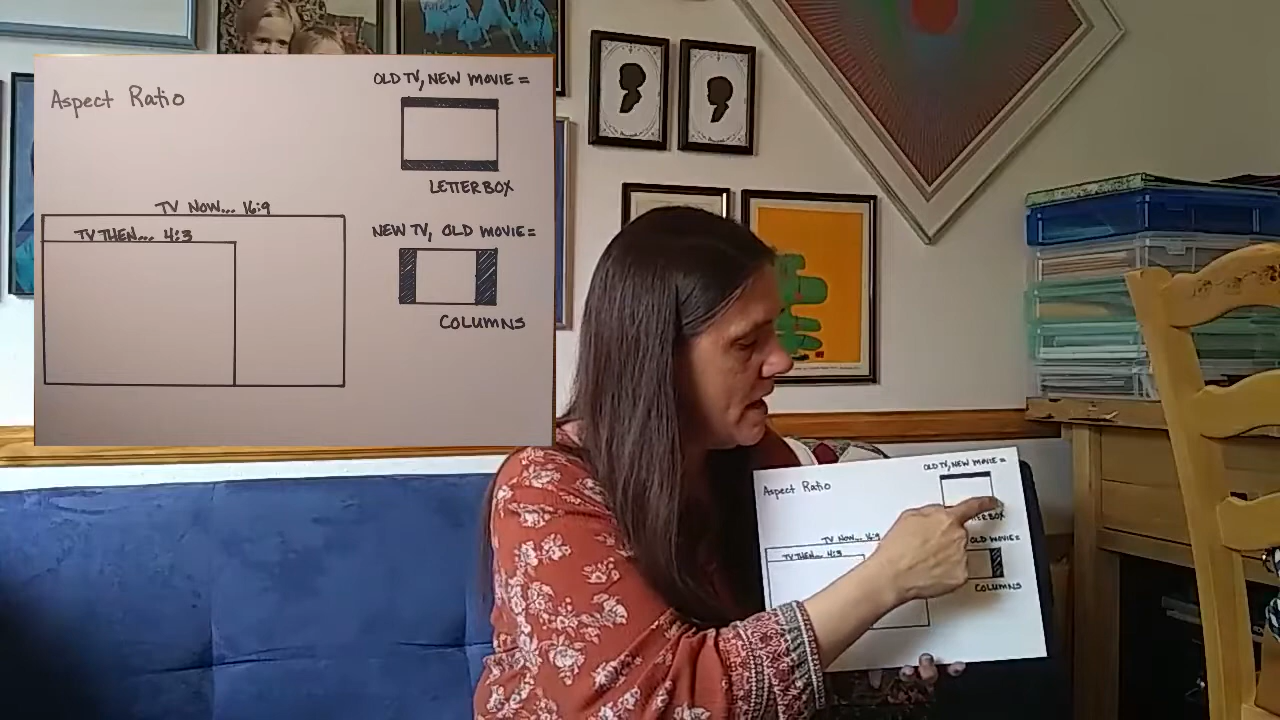 Aspect Ratio
OLD TV, NEW MOVIE =
LETTERBOX
TV NOW... 16:9
TV THEN.... 4:3
NEW TV, OLD MOVIE=
COLUMNS
Aspect Ratio
OLD TV, NEW MOVIE =
TV NOW... 16:9
TV THEN... 4:3
OLD MOVIE=
COLUMNS